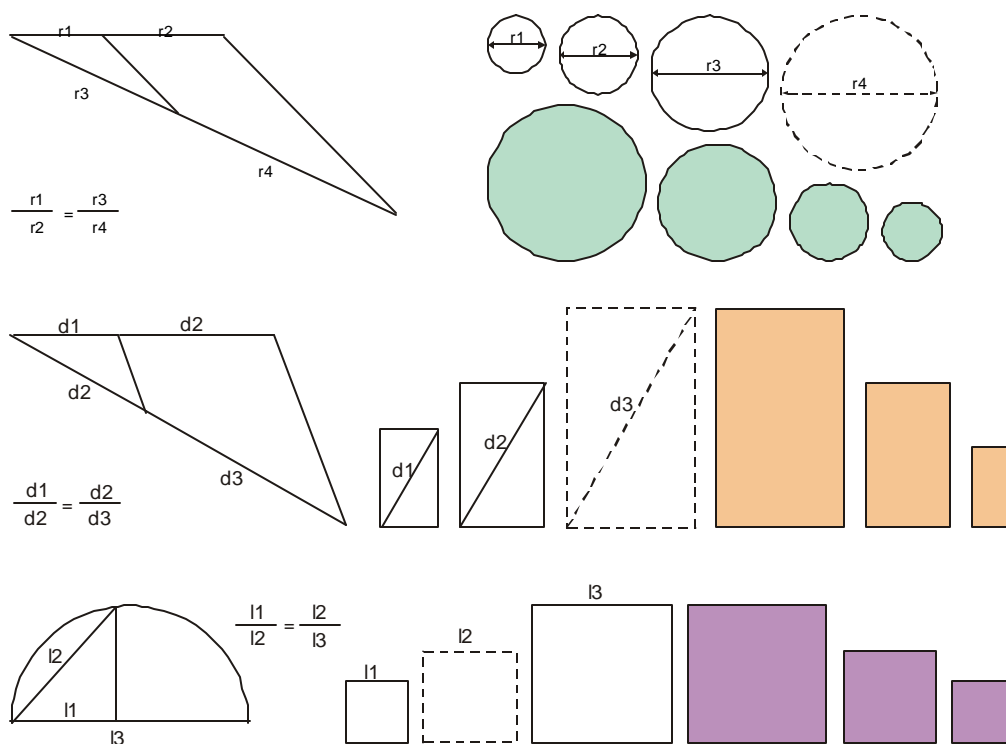 r1 r2
r3
r4
r1 = r3
r2 r4
r1
r2
r3
r4
d1 d2
d2
d3
d1 = d2
d2 d3
d1
d2
d3
l1 = l2
l2 l3
l2
l1
l3
l1
l2
l3